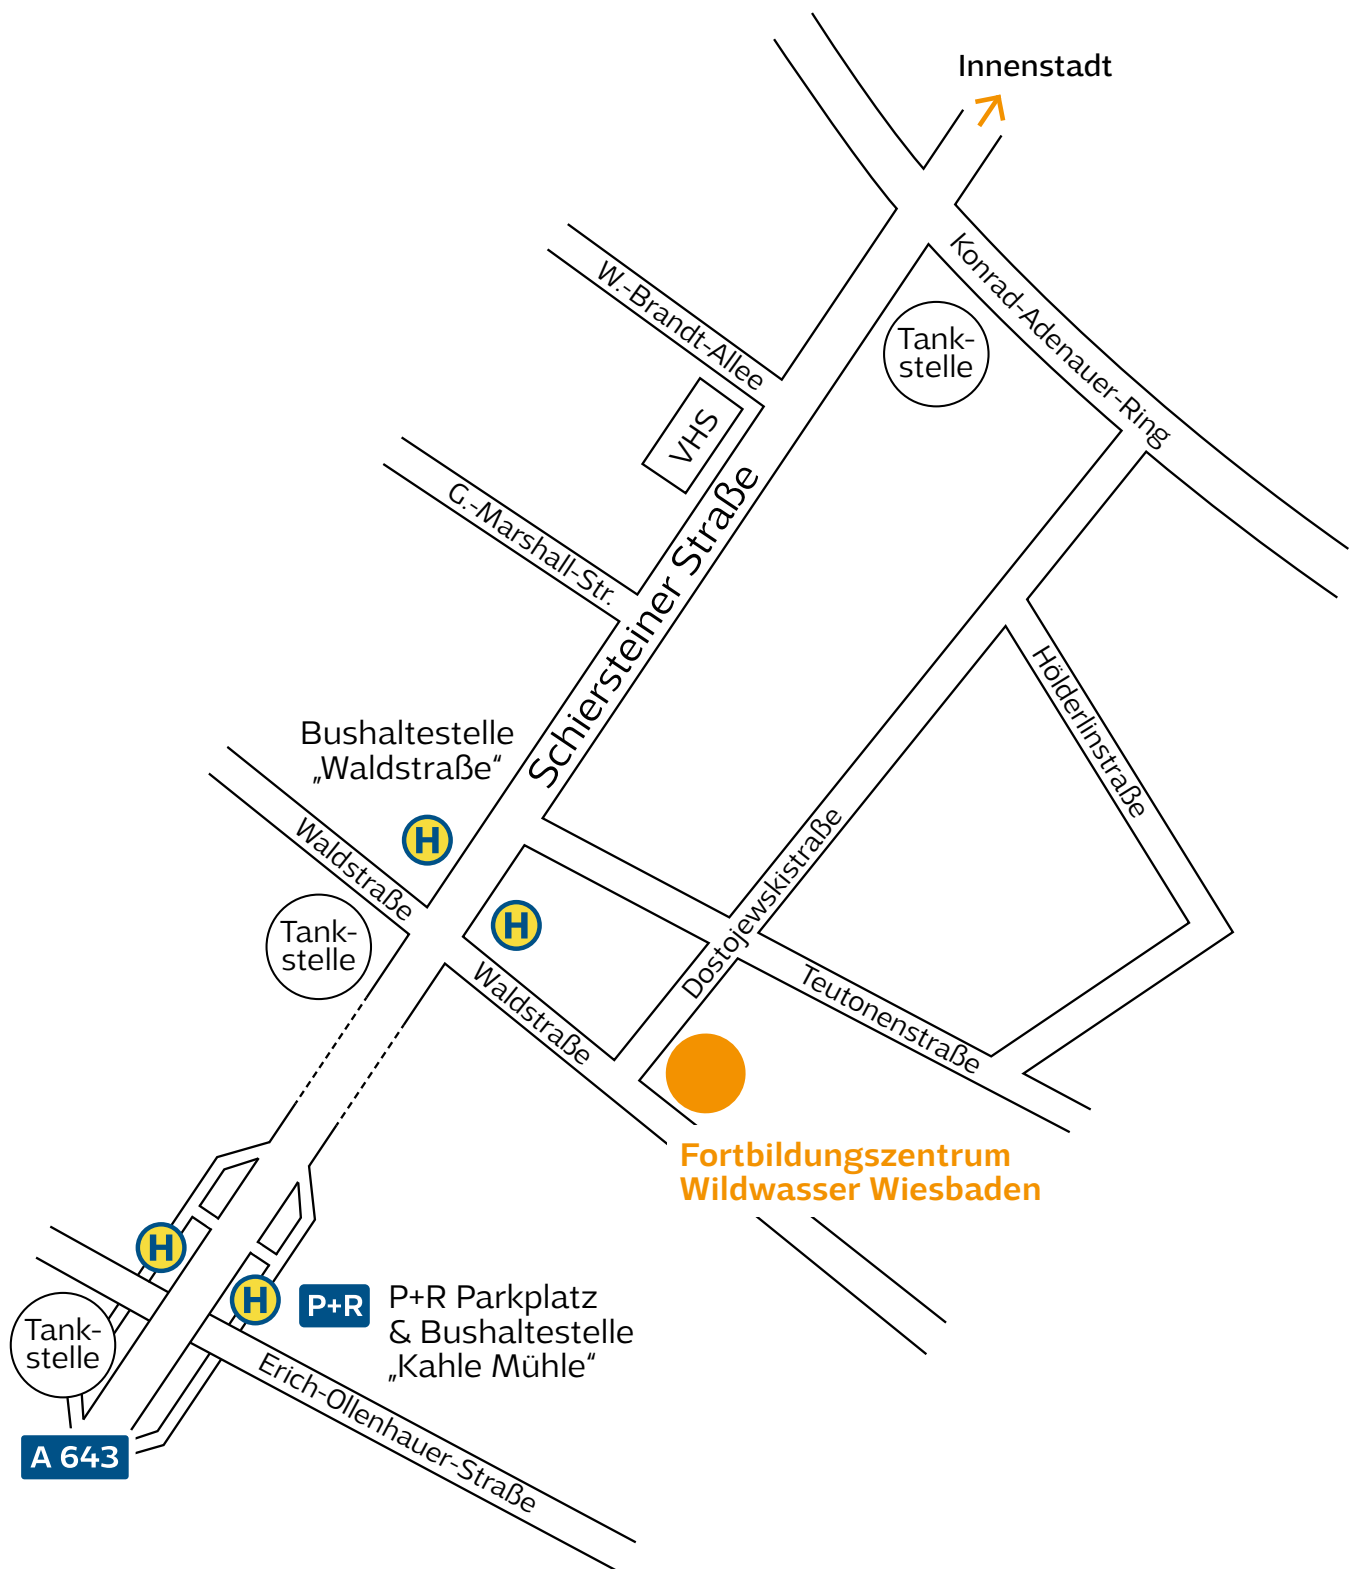 Innenstadt
Konrad-Adenauer-Ring
W.-Brandt-Allee
Tank-
stelle
VHS
G.-Marshall-Str.
Schiersteiner Straße
Hölderlinstraße
Bushaltestelle
„Waldstraße“
H
Waldstraße
Tank-
stelle
H
Dostojewskistraße
Waldstraße
Teutonenstraße
Fortbildungszentrum
Wildwasser Wiesbaden
H
H
P+R
P+R Parkplatz
& Bushaltestelle
„Kahle Mühle“
Tank-
stelle
Erich-Ollenhauer-Straße
A 643